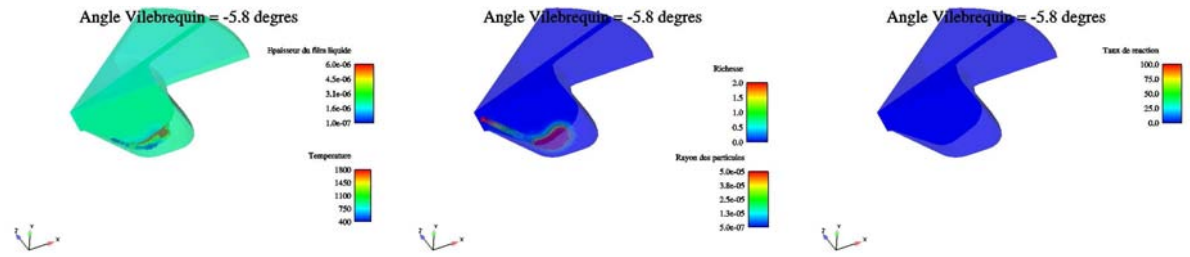 Angle Vilebrequin = -5.8 degres
Epaisseur du film liquide
6.0e-06
4.5e-06
3.1e-06
1.6e-06
1.0e-07
Temperature
1800
1450
1100
750
400
Y
Z
X
Angle Vilebrequin = -5.8 degres
Richesse
2.0
1.5
1.0
0.5
0.0
Rayon des particules
5.0e-05
3.8e-05
2.5e-05
1.3e-05
5.0e-07
Y
Z
X
Angle Vilebrequin = -5.8 degres
Taux de reaction
100.0
75.0
50.0
25.0
0.0
Y
Z
X